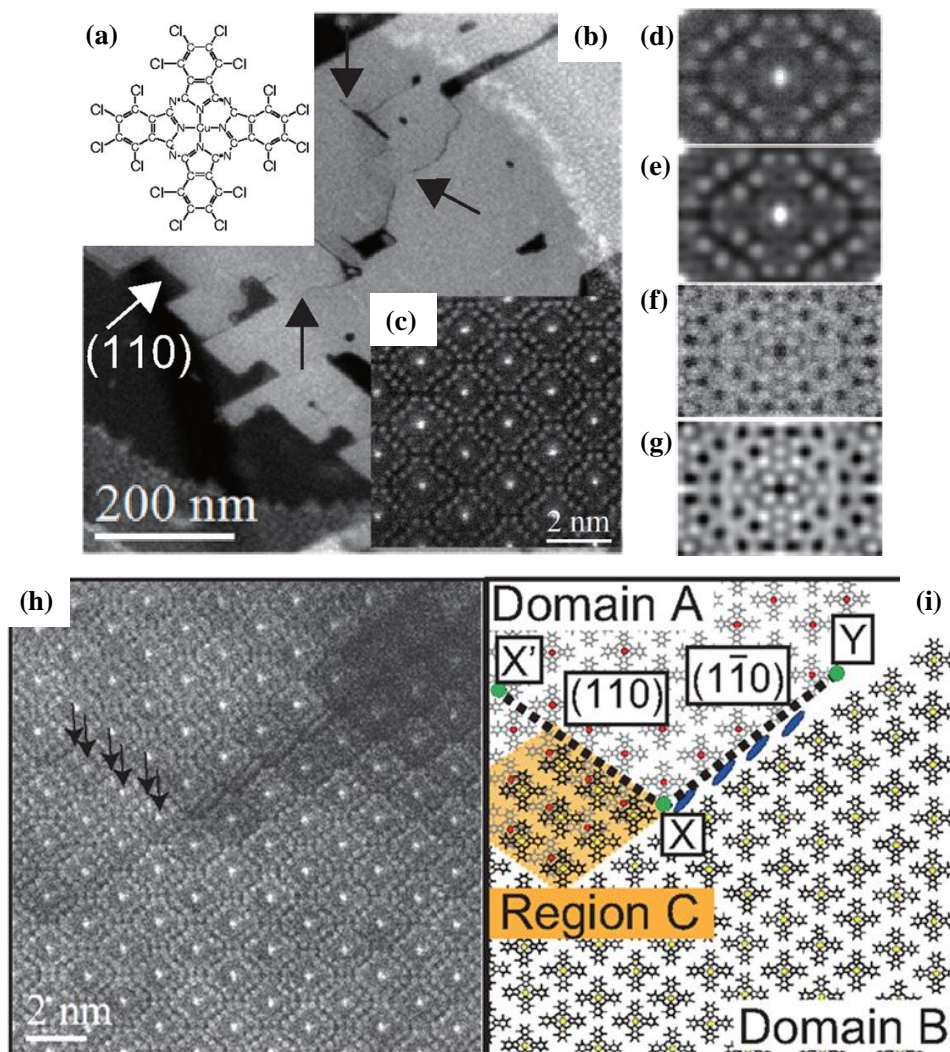 (a)
Cl Cl
Cl Cl
Cl Cl
N N
Cl Cl
N Cu N
Cl Cl
N N
Cl Cl
Cl Cl
Cl Cl
(b)
(110)
200 nm
(c)
2 nm
(d)
(e)
(f)
(g)
(h)
2 nm
(i)
Domain A
X'
Y
(110)
(11̄0)
X
Region C
Domain B